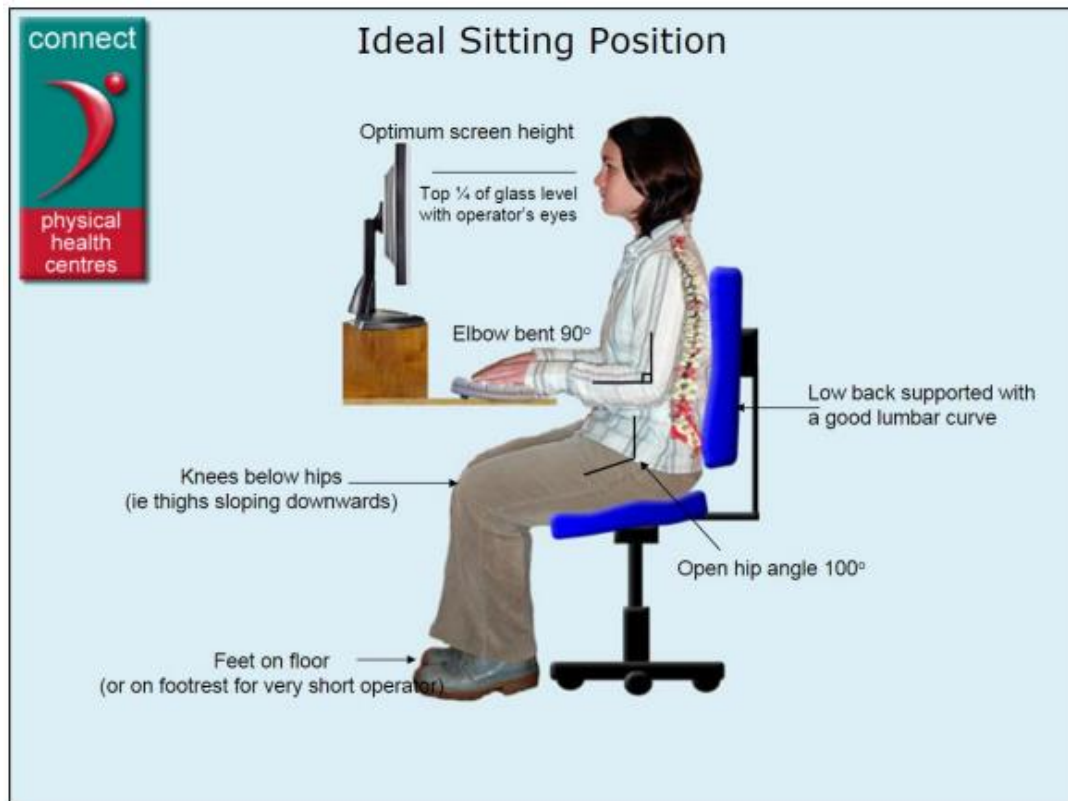 connect
physical
health
centres
Ideal Sitting Position
Optimum screen height
Top ¼ of glass level
with operator's eyes
Elbow bent 90°
Low back supported with
a good lumbar curve
Knees below hips
(ie thighs sloping downwards)
Open hip angle 100°
Feet on floor
(or on footrest for very short operator)